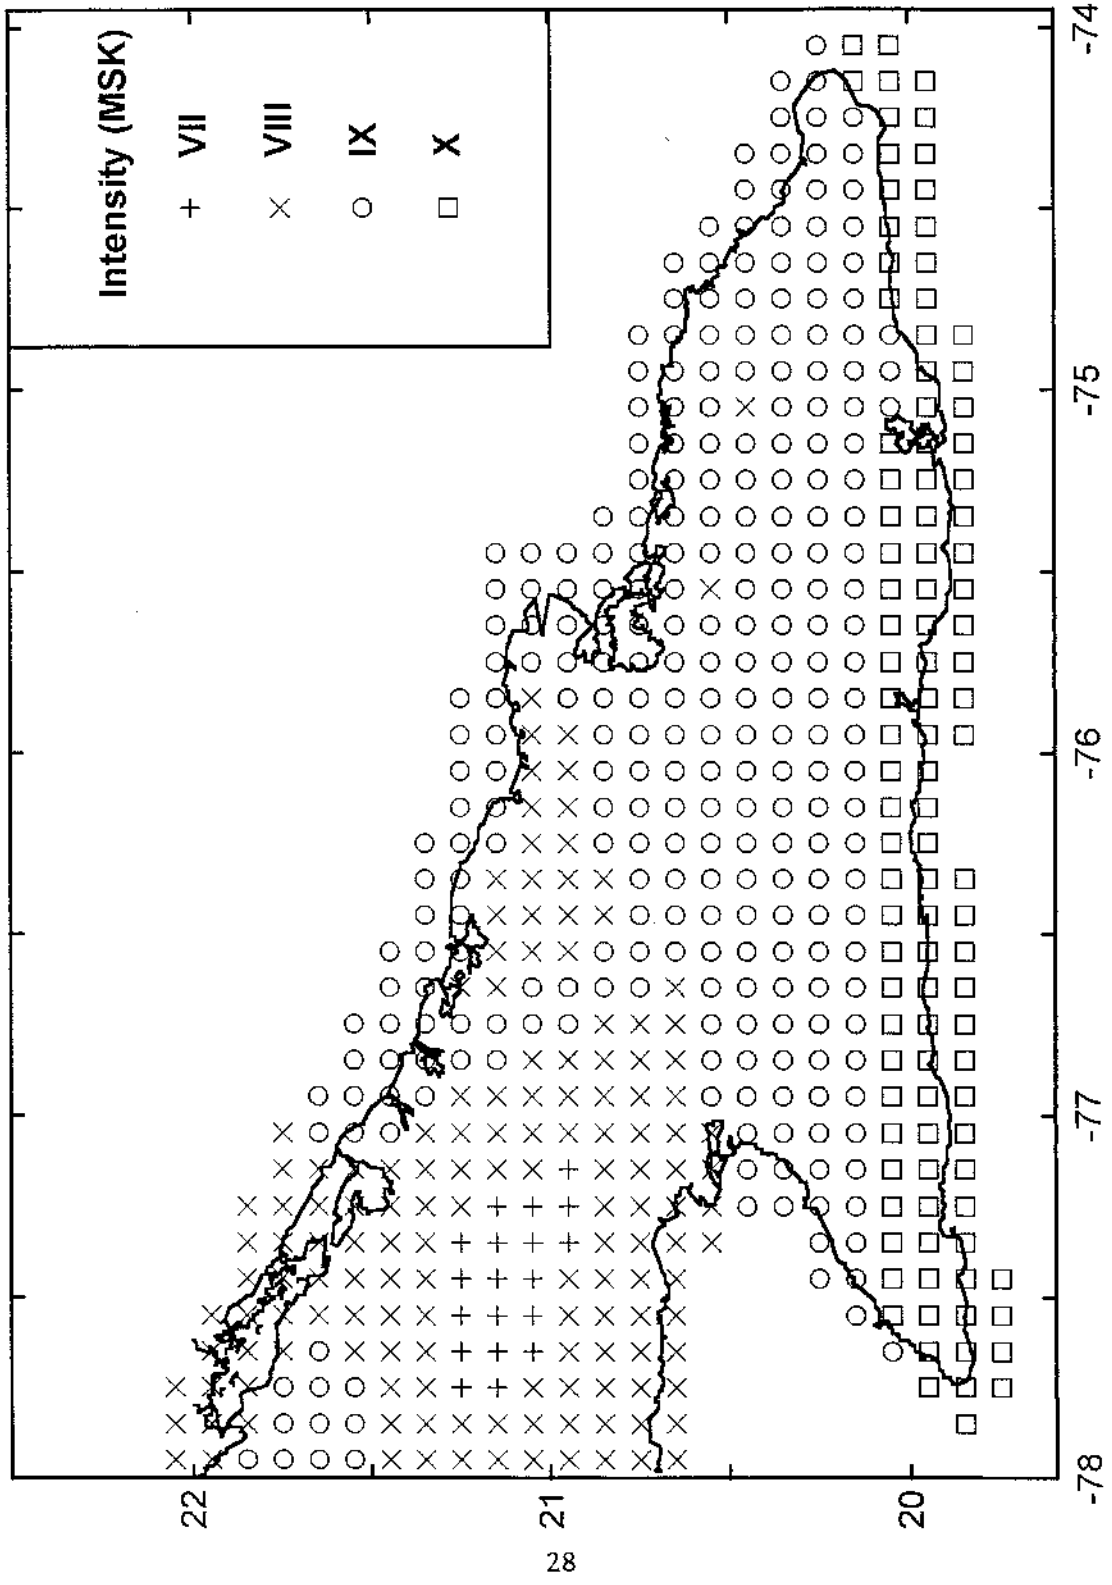 Intensity (MSK)
+ VII
× VIII
○ IX
□ X
22
21
20
-78
-77
-76
-75
-74
28